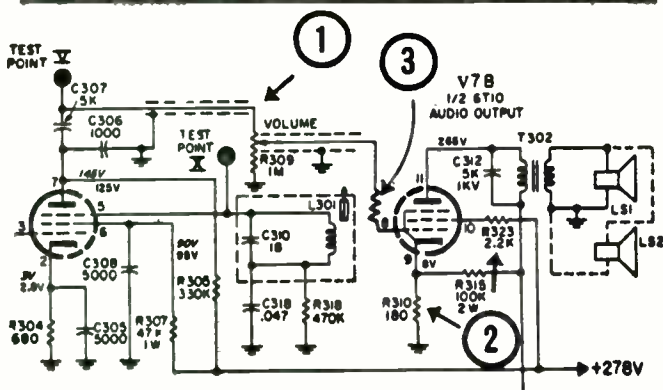 1
TEST
POINT V
3
V7B
1/2 6T10
AUDIO OUTPUT
C307
5K
C306
1000
TEST
POINT X
VOLUME
R309
1M
266V
T302
C312
5K
1KV
LS1
LS2
7
146V
125V
5
6
3
2
L301
C310
18
11
8
10
9
8V
R323
2.2K
90V
95V
C308
5000
3V
2.8V
R305
330K
R315
100K
2W
R304
680
C305
5000
R307
47K
1W
C318
.047
R318
470K
R310
180
2
+278V